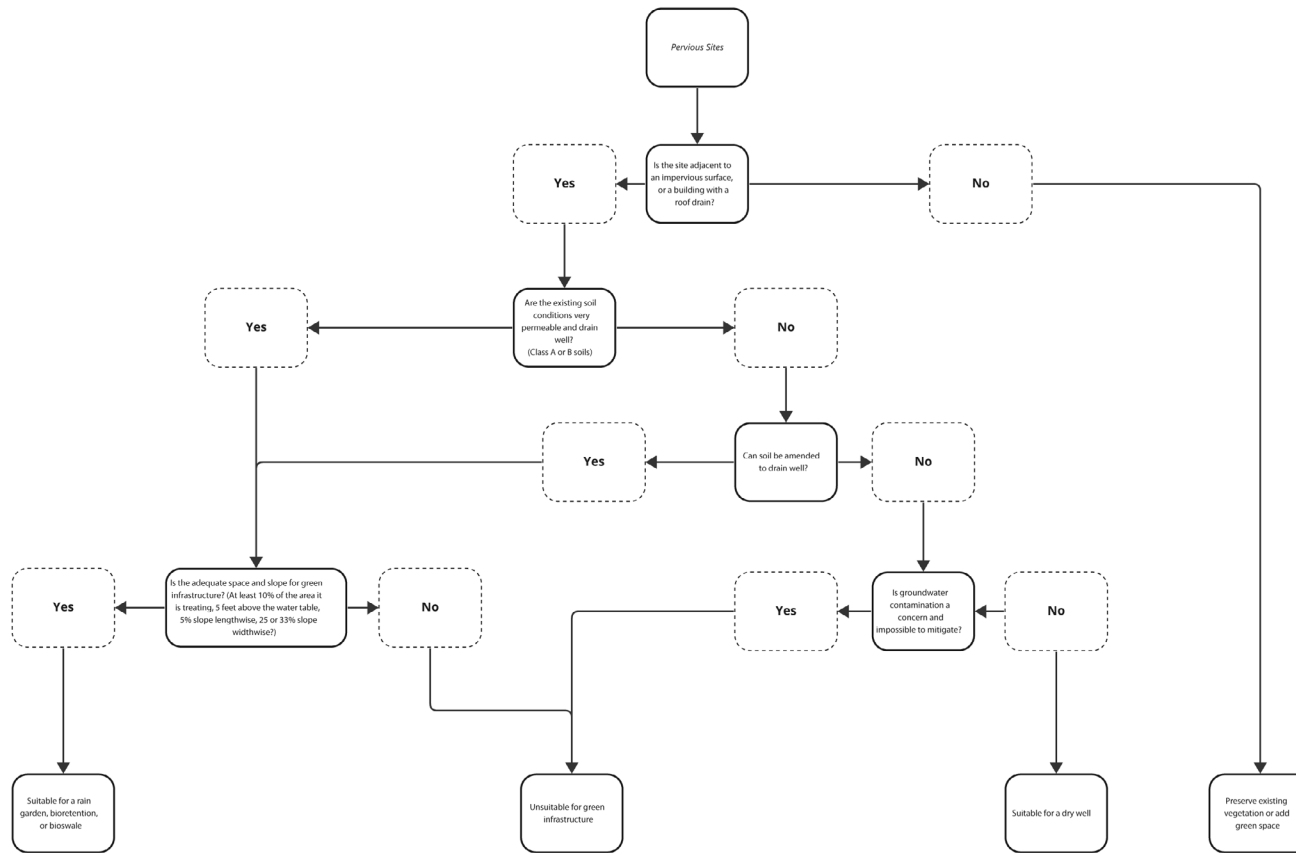 Pervious Sites
Yes
Is the site adjacent to
an impervious surface,
or a building with a
roof drain?
No
Yes
Are the existing soil
conditions very
permeable and drain
well?
(Class A or B soils)
No
Yes
Can soil be amended
to drain well?
No
Yes
Is the adequate space and slope for green
infrastructure? (At least 10% of the area it
is treating, 5 feet above the water table,
5% slope lengthwise, 25 or 33% slope
widthwise?)
No
Yes
Is groundwater
contamination a
concern and
impossible to mitigate?
No
Suitable for a rain
garden, bioretention,
or bioswale
Unsuitable for green
infrastructure
Suitable for a dry well
Preserve existing
vegetation or add
green space